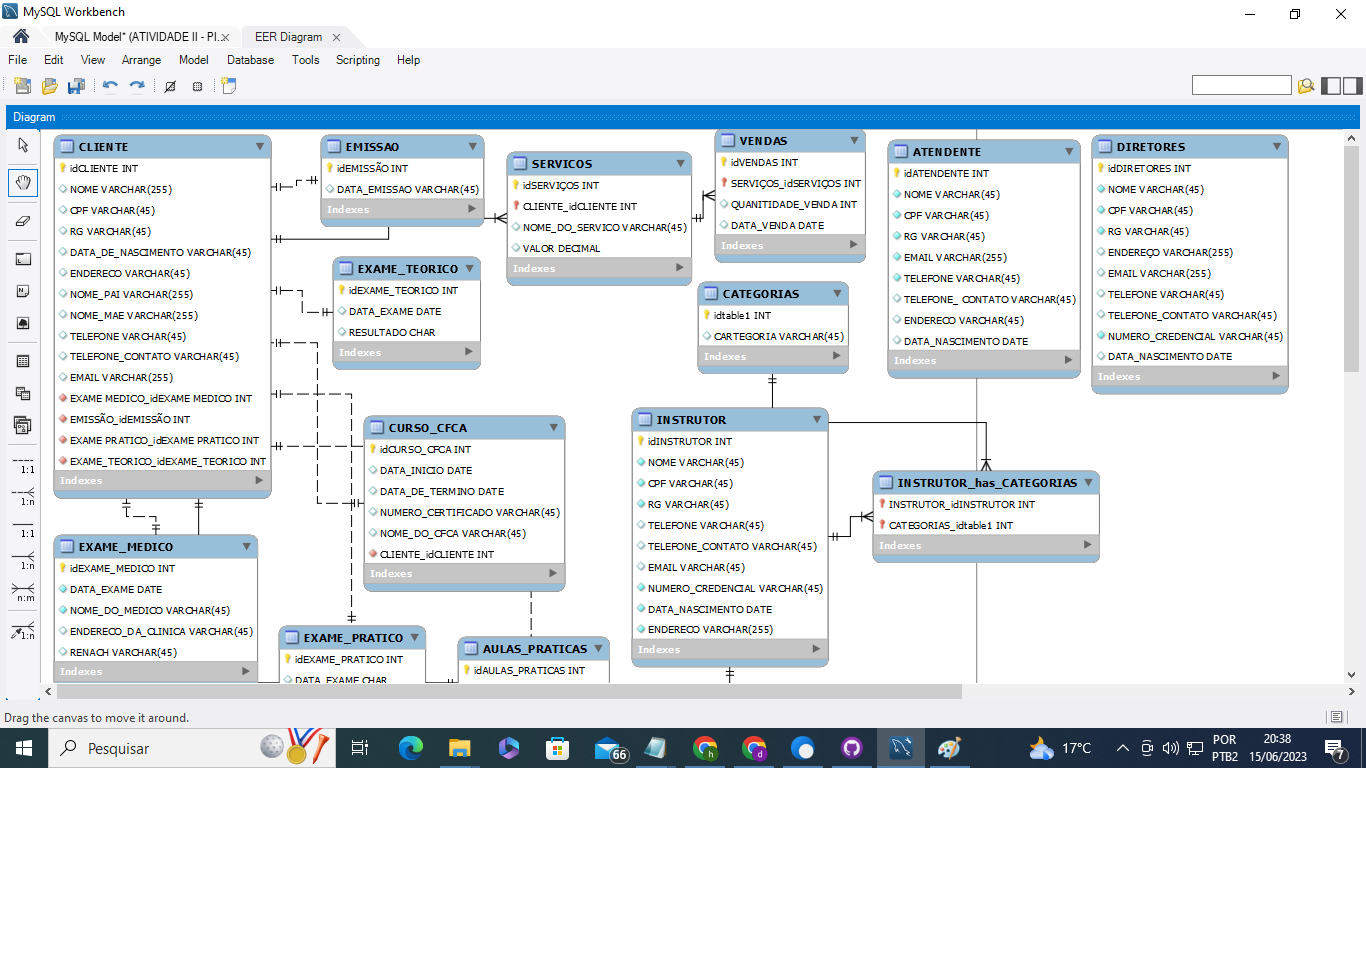 MySQL Workbench
MySQL Model* (ATIVIDADE II - PI...
EER Diagram
File Edit View Arrange Model Database Tools Scripting Help
Diagram
CLIENTE
idCLIENTE INT
NOME VARCHAR(255)
CPF VARCHAR(45)
RG VARCHAR(45)
DATA_DE_NASCIMENTO VARCHAR(45)
ENDERECO VARCHAR(45)
NOME_PAI VARCHAR(255)
NOME_MAE VARCHAR(255)
TELEFONE VARCHAR(45)
TELEFONE_CONTATO VARCHAR(45)
EMAIL VARCHAR(255)
EXAME MEDICO_idEXAME MEDICO INT
EMISSÃO_idEMISSÃO INT
EXAME PRATICO_idEXAME PRATICO INT
EXAME_TEORICO_idEXAME_TEORICO INT
Indexes
EMISSAO
idEMISSÃO INT
DATA_EMISSAO VARCHAR(45)
Indexes
EXAME_TEORICO
idEXAME_TEORICO INT
DATA_EXAME DATE
RESULTADO CHAR
Indexes
SERVICOS
idSERVIÇOS INT
CLIENTE_idCLIENTE INT
NOME_DO_SERVICO VARCHAR(45)
VALOR DECIMAL
Indexes
VENDAS
idVENDAS INT
SERVIÇOS_idSERVIÇOS INT
QUANITIDADE_VENDA INT
DATA_VENDA DATE
Indexes
CATEGORIAS
idtable1 INT
CARTEGORIA VARCHAR(45)
Indexes
ATENDENTE
idATENDENTE INT
NOME VARCHAR(45)
CPF VARCHAR(45)
RG VARCHAR(45)
EMAIL VARCHAR(255)
TELEFONE VARCHAR(45)
TELEFONE_ CONTATO VARCHAR(45)
ENDERECO VARCHAR(45)
DATA_NASCIMENTO DATE
Indexes
DIRETORES
idDIRETORES INT
NOME VARCHAR(45)
CPF VARCHAR(45)
RG VARCHAR(45)
ENDEREÇO VARCHAR(255)
EMAIL VARCHAR(255)
TELEFONE VARCHAR(45)
TELEFONE_CONTATO VARCHAR(45)
NUMERO_CREDENCIAL VARCHAR(45)
DATA_NASCIMENTO DATE
Indexes
CURSO_CFCA
idCURSO_CFCA INT
DATA_INICIO DATE
DATA_DE_TERMINO DATE
NUMERO_CERTIFICADO VARCHAR(45)
NOME_DO_CFCA VARCHAR(45)
CLIENTE_idCLIENTE INT
Indexes
INSTRUTOR
idINSTRUTOR INT
NOME VARCHAR(45)
CPF VARCHAR(45)
RG VARCHAR(45)
TELEFONE VARCHAR(45)
TELEFONE_CONTATO VARCHAR(45)
EMAIL VARCHAR(45)
NUMERO_CREDENCIAL VARCHAR(45)
DATA_NASCIMENTO DATE
ENDERECO VARCHAR(255)
Indexes
INSTRUTOR_has_CATEGORIAS
INSTRUTOR_idINSTRUTOR INT
CATEGORIAS_idtable1 INT
Indexes
EXAME_MEDICO
idEXAME_MEDICO INT
DATA_EXAME DATE
NOME_DO_MEDICO VARCHAR(45)
ENDERECO_DA_CLINICA VARCHAR(45)
RENACH VARCHAR(45)
Indexes
EXAME_PRATICO
idEXAME_PRATICO INT
DATA_EXAME CHAR
AULAS_PRATICAS
idAULAS_PRATICAS INT
1:1
1:n
1:1
1:n
n:m
1:n
Drag the canvas to move it around.
Pesquisar
66
h
d
17°C
POR
PTB2
20:38
15/06/2023
7